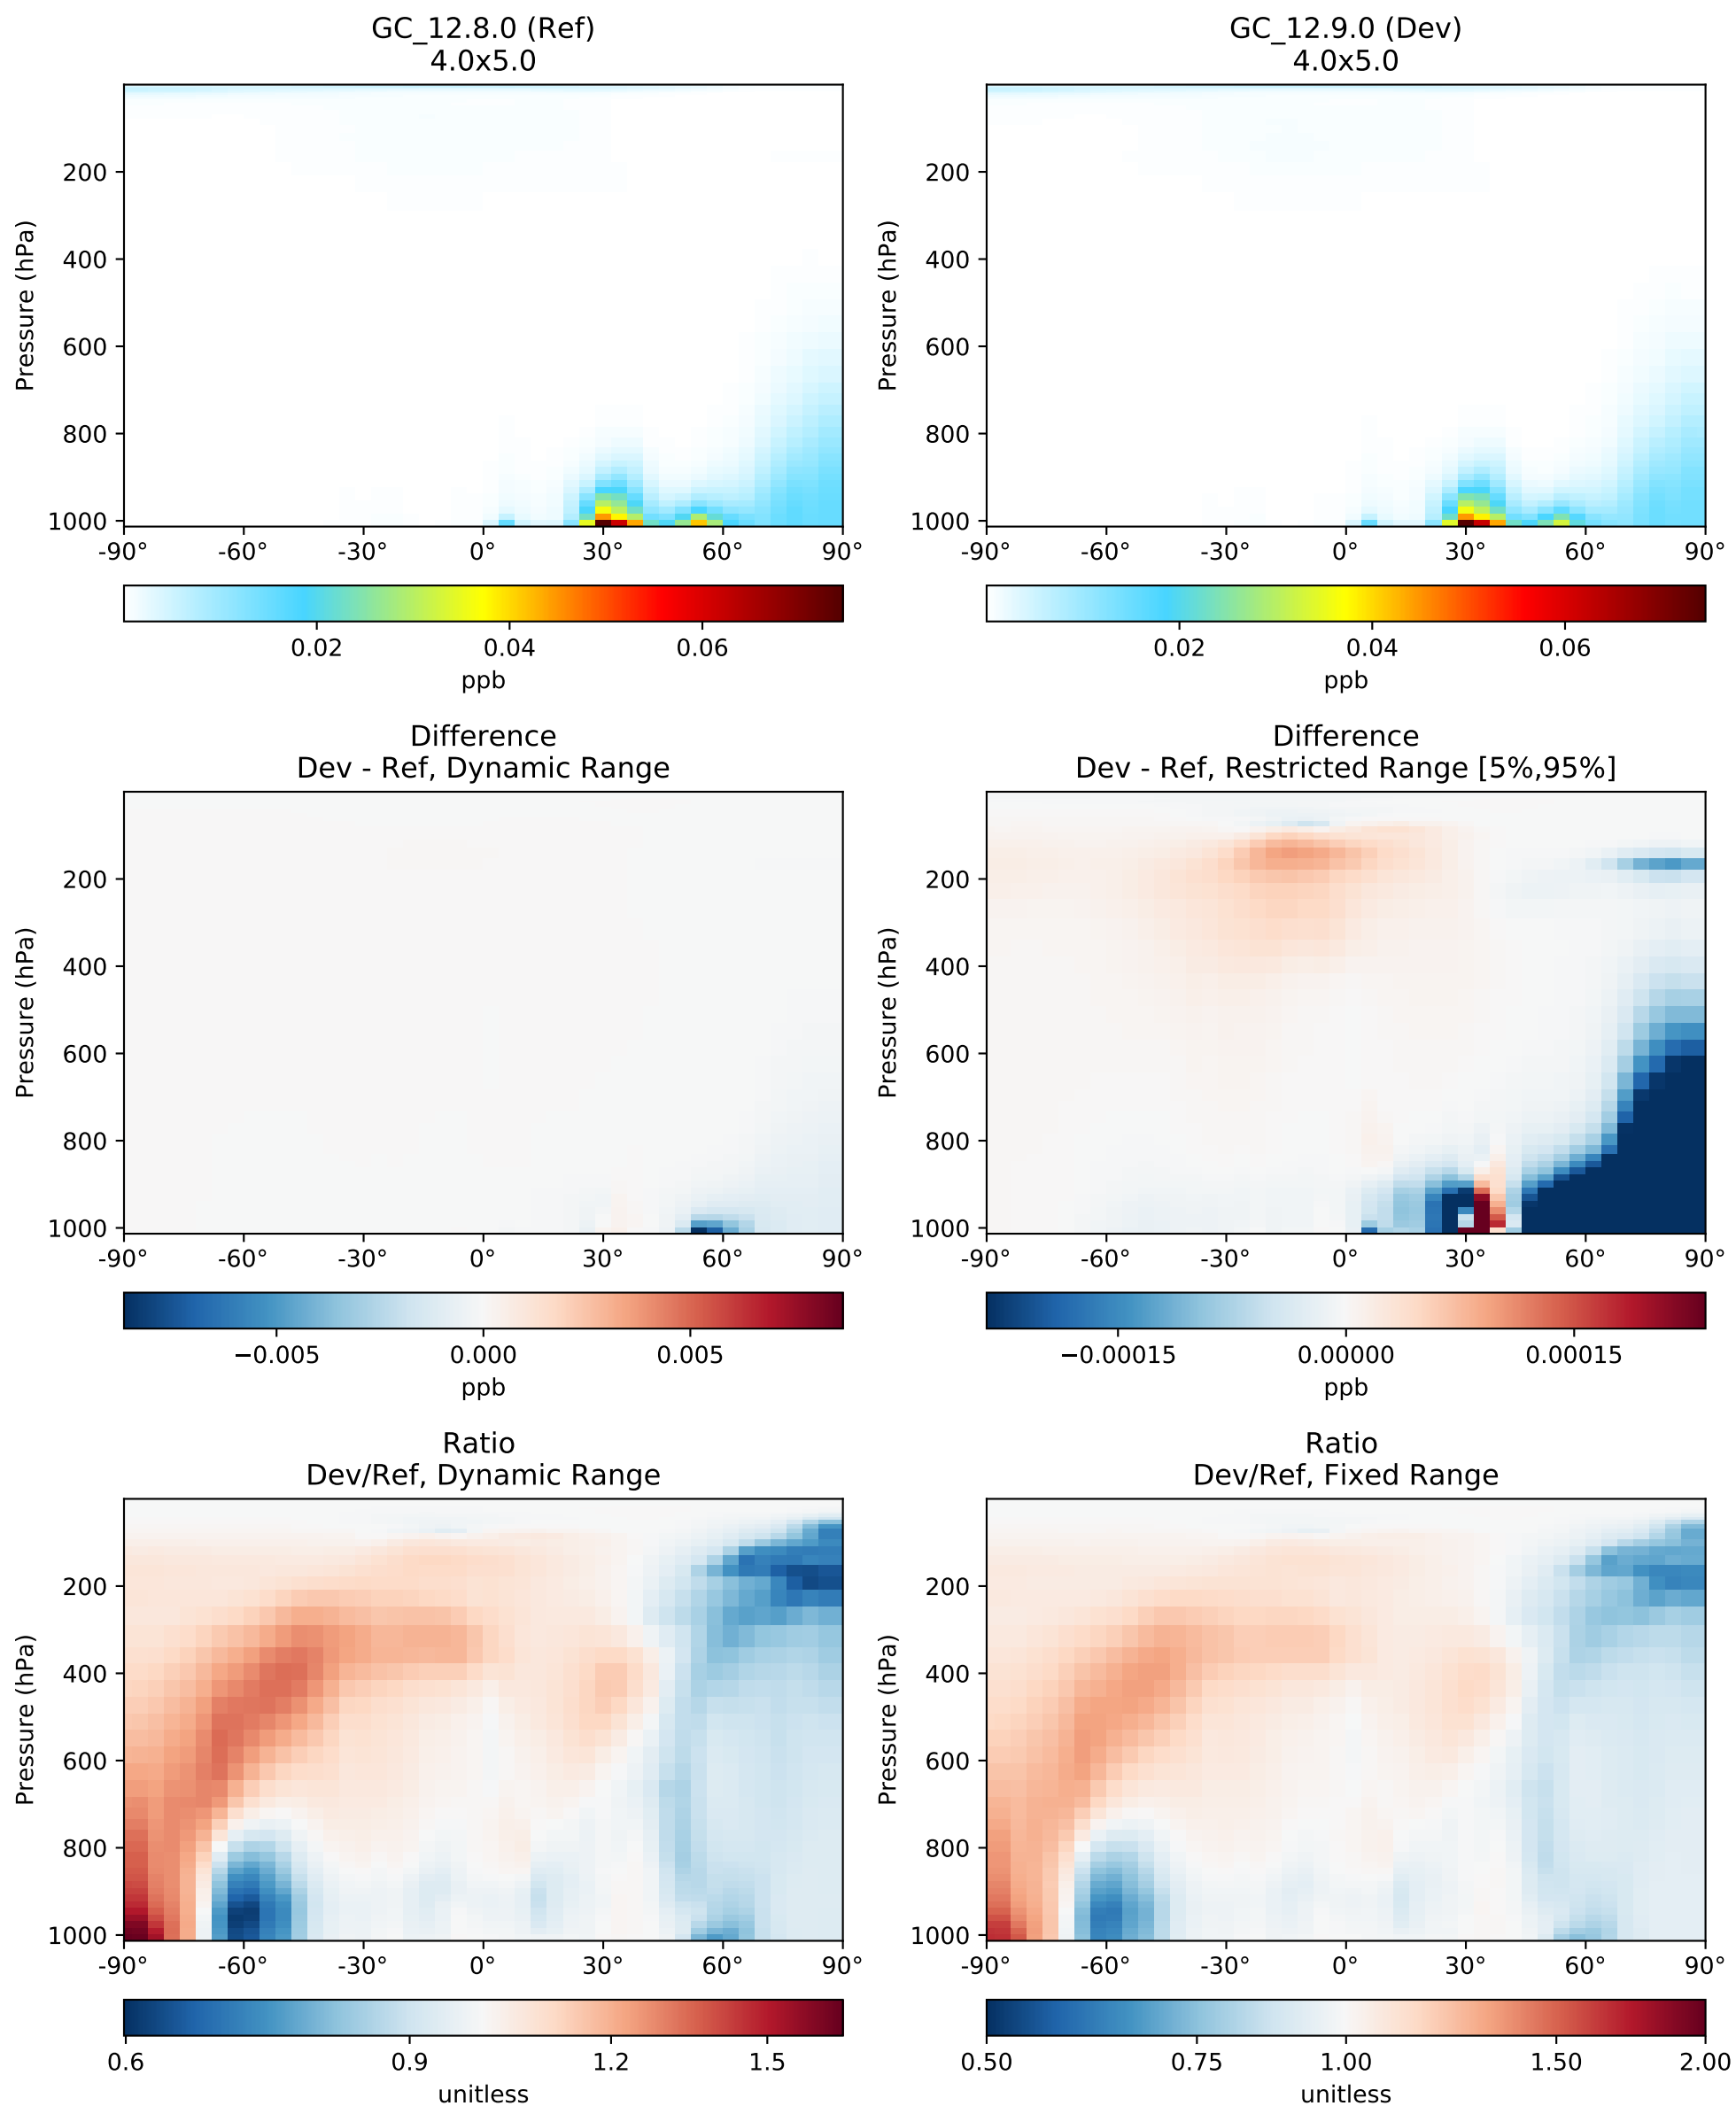 GC_12.8.0 (Ref)
4.0x5.0
Pressure (hPa)
200
400
600
800
1000
-90° -60° -30° 0° 30° 60° 90°
0.02 0.04 0.06
ppb
GC_12.9.0 (Dev)
4.0x5.0
Pressure (hPa)
200
400
600
800
1000
-90° -60° -30° 0° 30° 60° 90°
0.02 0.04 0.06
ppb
Difference
Dev - Ref, Dynamic Range
Pressure (hPa)
200
400
600
800
1000
-90° -60° -30° 0° 30° 60° 90°
−0.005 0.000 0.005
ppb
Difference
Dev - Ref, Restricted Range [5%,95%]
Pressure (hPa)
200
400
600
800
1000
-90° -60° -30° 0° 30° 60° 90°
−0.00015 0.00000 0.00015
ppb
Ratio
Dev/Ref, Dynamic Range
Pressure (hPa)
200
400
600
800
1000
-90° -60° -30° 0° 30° 60° 90°
0.6 0.9 1.2 1.5
unitless
Ratio
Dev/Ref, Fixed Range
Pressure (hPa)
200
400
600
800
1000
-90° -60° -30° 0° 30° 60° 90°
0.50 0.75 1.00 1.50 2.00
unitless